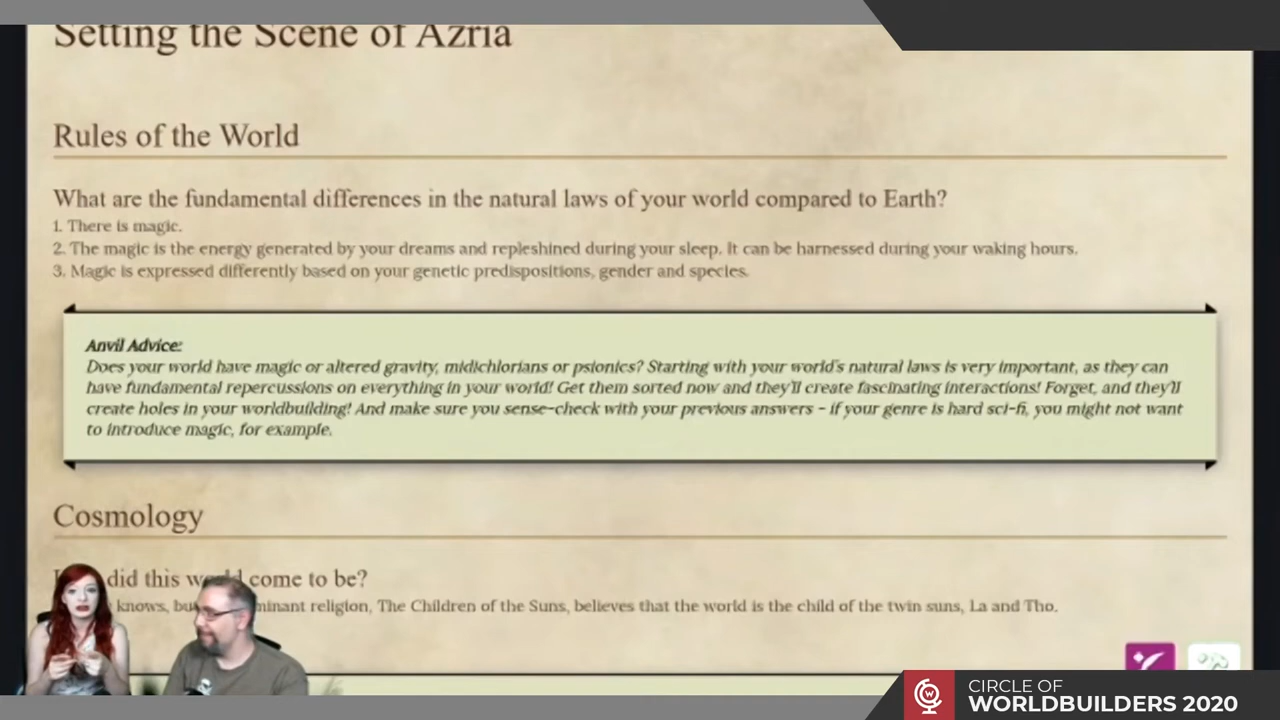 Setting the Scene of Azria
Rules of the World
What are the fundamental differences in the natural laws of your world compared to Earth?
1. There is magic.
2. The magic is the energy generated by your dreams and repleshined during your sleep. It can be harnessed during your waking hours.
3. Magic is expressed differently based on your genetic predispositions, gender and species.
Anvil Advice:
Does your world have magic or altered gravity, midichlorians or psionics? Starting with your world's natural laws is very important, as they can
have fundamental repercussions on everything in your world! Get them sorted now and they'll create fascinating interactions! Forget, and they'll
create holes in your worldbuilding! And make sure you sense-check with your previous answers - if your genre is hard sci-fi, you might not want
to introduce magic, for example.
Cosmology
did this come to be?
knows, religion, The Children of the Suns, believes that the world is the child of the twin suns, La and Tho.
CIRCLE OF
WORLDBUILDERS 2020